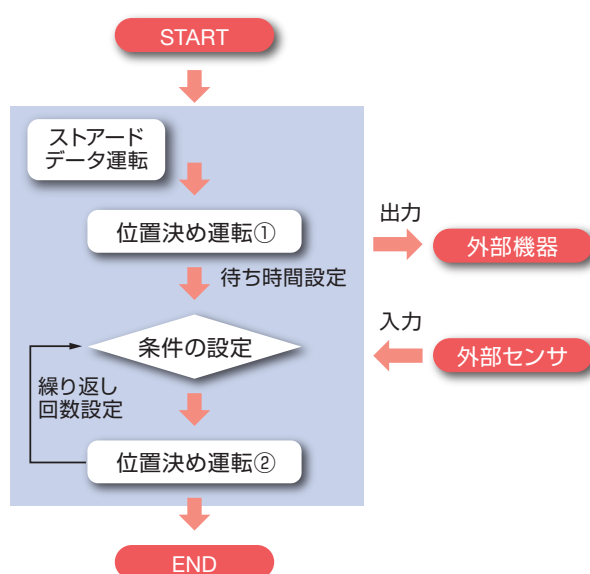 START
ストアード
データ運転
位置決め運転①
出力
外部機器
待ち時間設定
入力
条件の設定
外部センサ
繰り返し
回数設定
位置決め運転②
END